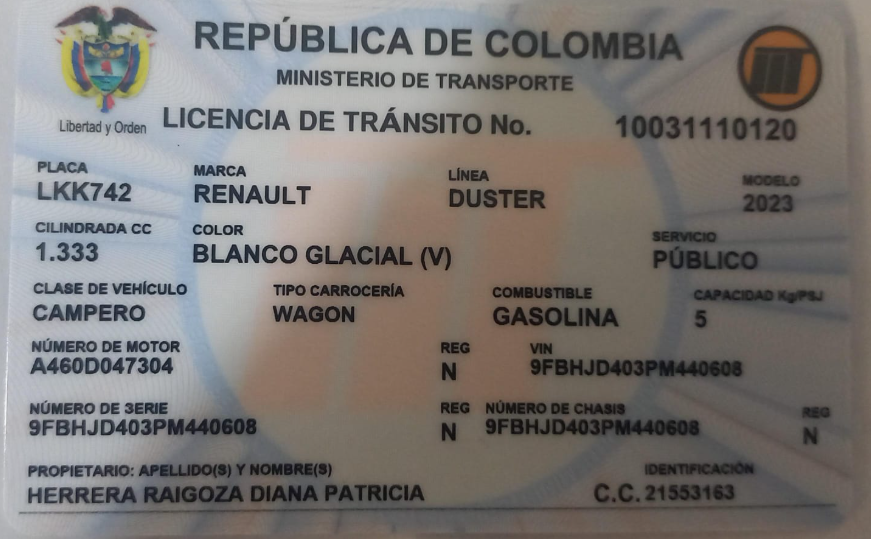 REPÚBLICA DE COLOMBIA
MINISTERIO DE TRANSPORTE
Libertad y Orden
LICENCIA DE TRÁNSITO No. 10031110120
PLACA MARCA LÍNEA MODELO
LKK742 RENAULT DUSTER 2023
CILINDRADA CC COLOR SERVICIO
1.333 BLANCO GLACIAL (V) PÚBLICO
CLASE DE VEHÍCULO TIPO CARROCERÍA COMBUSTIBLE CAPACIDAD Kg/PSJ
CAMPERO WAGON GASOLINA 5
NÚMERO DE MOTOR REG VIN
A460D047304 N 9FBHJD403PM440608
NÚMERO DE SERIE REG NÚMERO DE CHASIS REG
9FBHJD403PM440608 N 9FBHJD403PM440608 N
PROPIETARIO: APELLIDO(S) Y NOMBRE(S) IDENTIFICACIÓN
HERRERA RAIGOZA DIANA PATRICIA C.C. 21553163